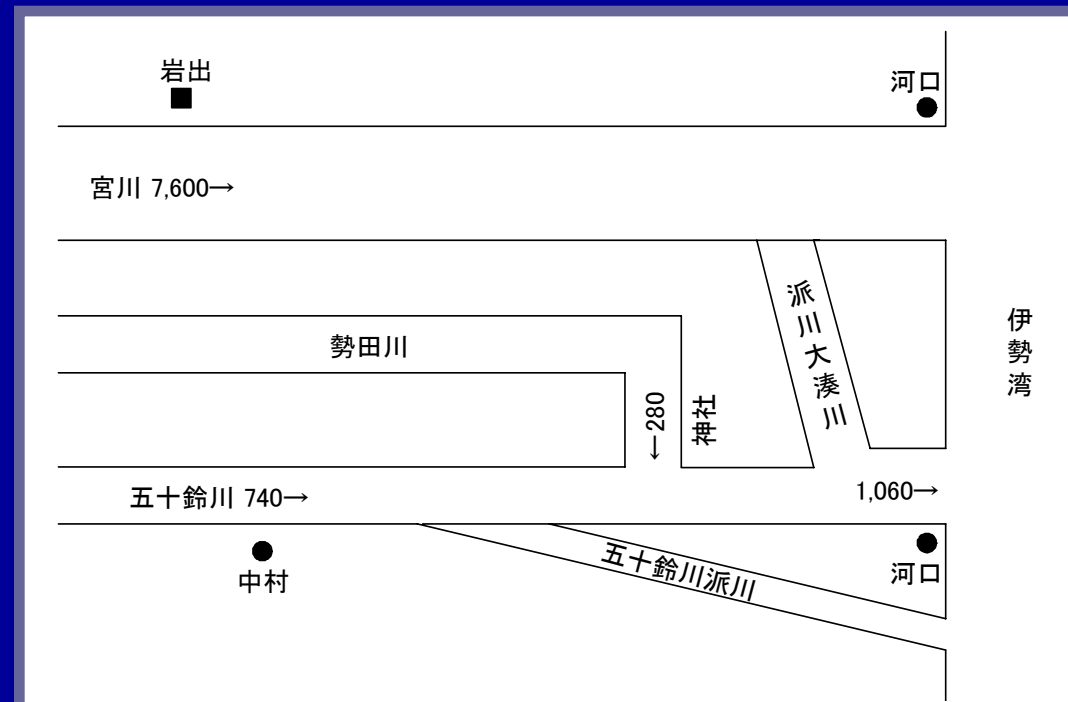 岩出
河口
宮川 7,600→
派川大湊川
伊勢湾
勢田川
←280
神社
五十鈴川 740→
1,060→
中村
五十鈴川派川
河口